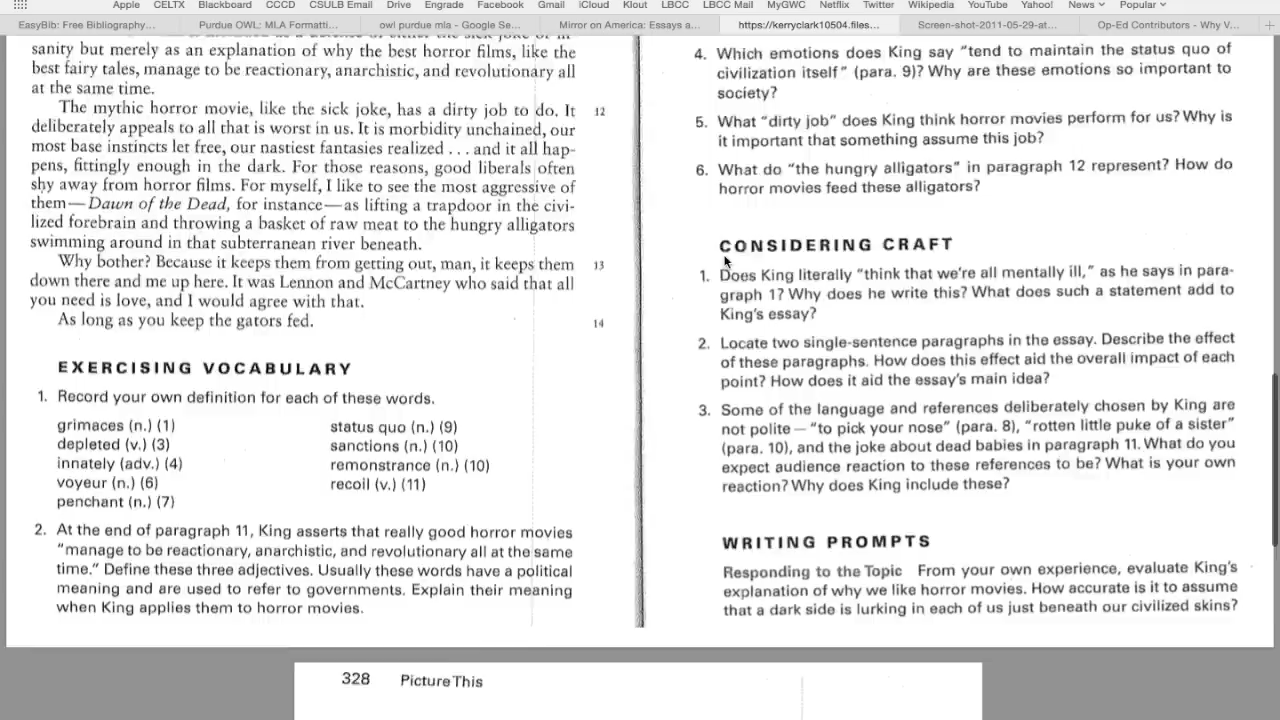 Apple CELTX Blackboard CCCD CSULB Email Drive Engrade Facebook Gmail iCloud Klout LBCC LBCC Mail MyGWC Netflix Twitter Wikipedia YouTube Yahoo! News Popular
EasyBib: Free Bibliography... Purdue OWL: MLA Formatti... owl purdue mla - Google Se... Mirror on America: Essays a... https://kerryclark10504.files... Screen-shot-2011-05-29-at... Op-Ed Contributors - Why V...
sanity but merely as an explanation of why the best horror films, like the
best fairy tales, manage to be reactionary, anarchistic, and revolutionary all
at the same time.
The mythic horror movie, like the sick joke, has a dirty job to do. It 12
deliberately appeals to all that is worst in us. It is morbidity unchained, our
most base instincts let free, our nastiest fantasies realized . . . and it all hap-
pens, fittingly enough in the dark. For those reasons, good liberals often
shy away from horror films. For myself, I like to see the most aggressive of
them—Dawn of the Dead, for instance—as lifting a trapdoor in the civi-
lized forebrain and throwing a basket of raw meat to the hungry alligators
swimming around in that subterranean river beneath.
Why bother? Because it keeps them from getting out, man, it keeps them 13
down there and me up here. It was Lennon and McCartney who said that all
you need is love, and I would agree with that.
As long as you keep the gators fed. 14
EXERCISING VOCABULARY
1. Record your own definition for each of these words.
grimaces (n.) (1) status quo (n.) (9)
depleted (v.) (3) sanctions (n.) (10)
innately (adv.) (4) remonstrance (n.) (10)
voyeur (n.) (6) recoil (v.) (11)
penchant (n.) (7)
2. At the end of paragraph 11, King asserts that really good horror movies
"manage to be reactionary, anarchistic, and revolutionary all at the same
time." Define these three adjectives. Usually these words have a political
meaning and are used to refer to governments. Explain their meaning
when King applies them to horror movies.
4. Which emotions does King say "tend to maintain the status quo of
civilization itself" (para. 9)? Why are these emotions so important to
society?
5. What "dirty job" does King think horror movies perform for us? Why is
it important that something assume this job?
6. What do "the hungry alligators" in paragraph 12 represent? How do
horror movies feed these alligators?
CONSIDERING CRAFT
1. Does King literally "think that we're all mentally ill," as he says in para-
graph 1? Why does he write this? What does such a statement add to
King's essay?
2. Locate two single-sentence paragraphs in the essay. Describe the effect
of these paragraphs. How does this effect aid the overall impact of each
point? How does it aid the essay's main idea?
3. Some of the language and references deliberately chosen by King are
not polite — "to pick your nose" (para. 8), "rotten little puke of a sister"
(para. 10), and the joke about dead babies in paragraph 11. What do you
expect audience reaction to these references to be? What is your own
reaction? Why does King include these?
WRITING PROMPTS
Responding to the Topic From your own experience, evaluate King's
explanation of why we like horror movies. How accurate is it to assume
that a dark side is lurking in each of us just beneath our civilized skins?
328 Picture This